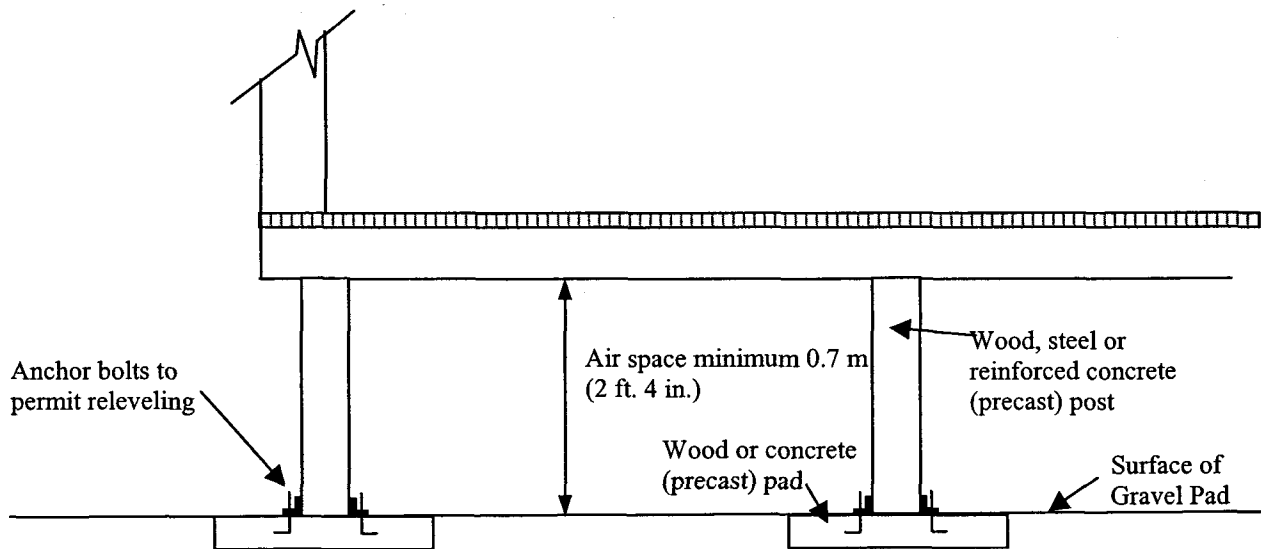 Anchor bolts to
permit releveling
Air space minimum 0.7 m
(2 ft. 4 in.)
Wood, steel or
reinforced concrete
(precast) post
Wood or concrete
(precast) pad
Surface of
Gravel Pad